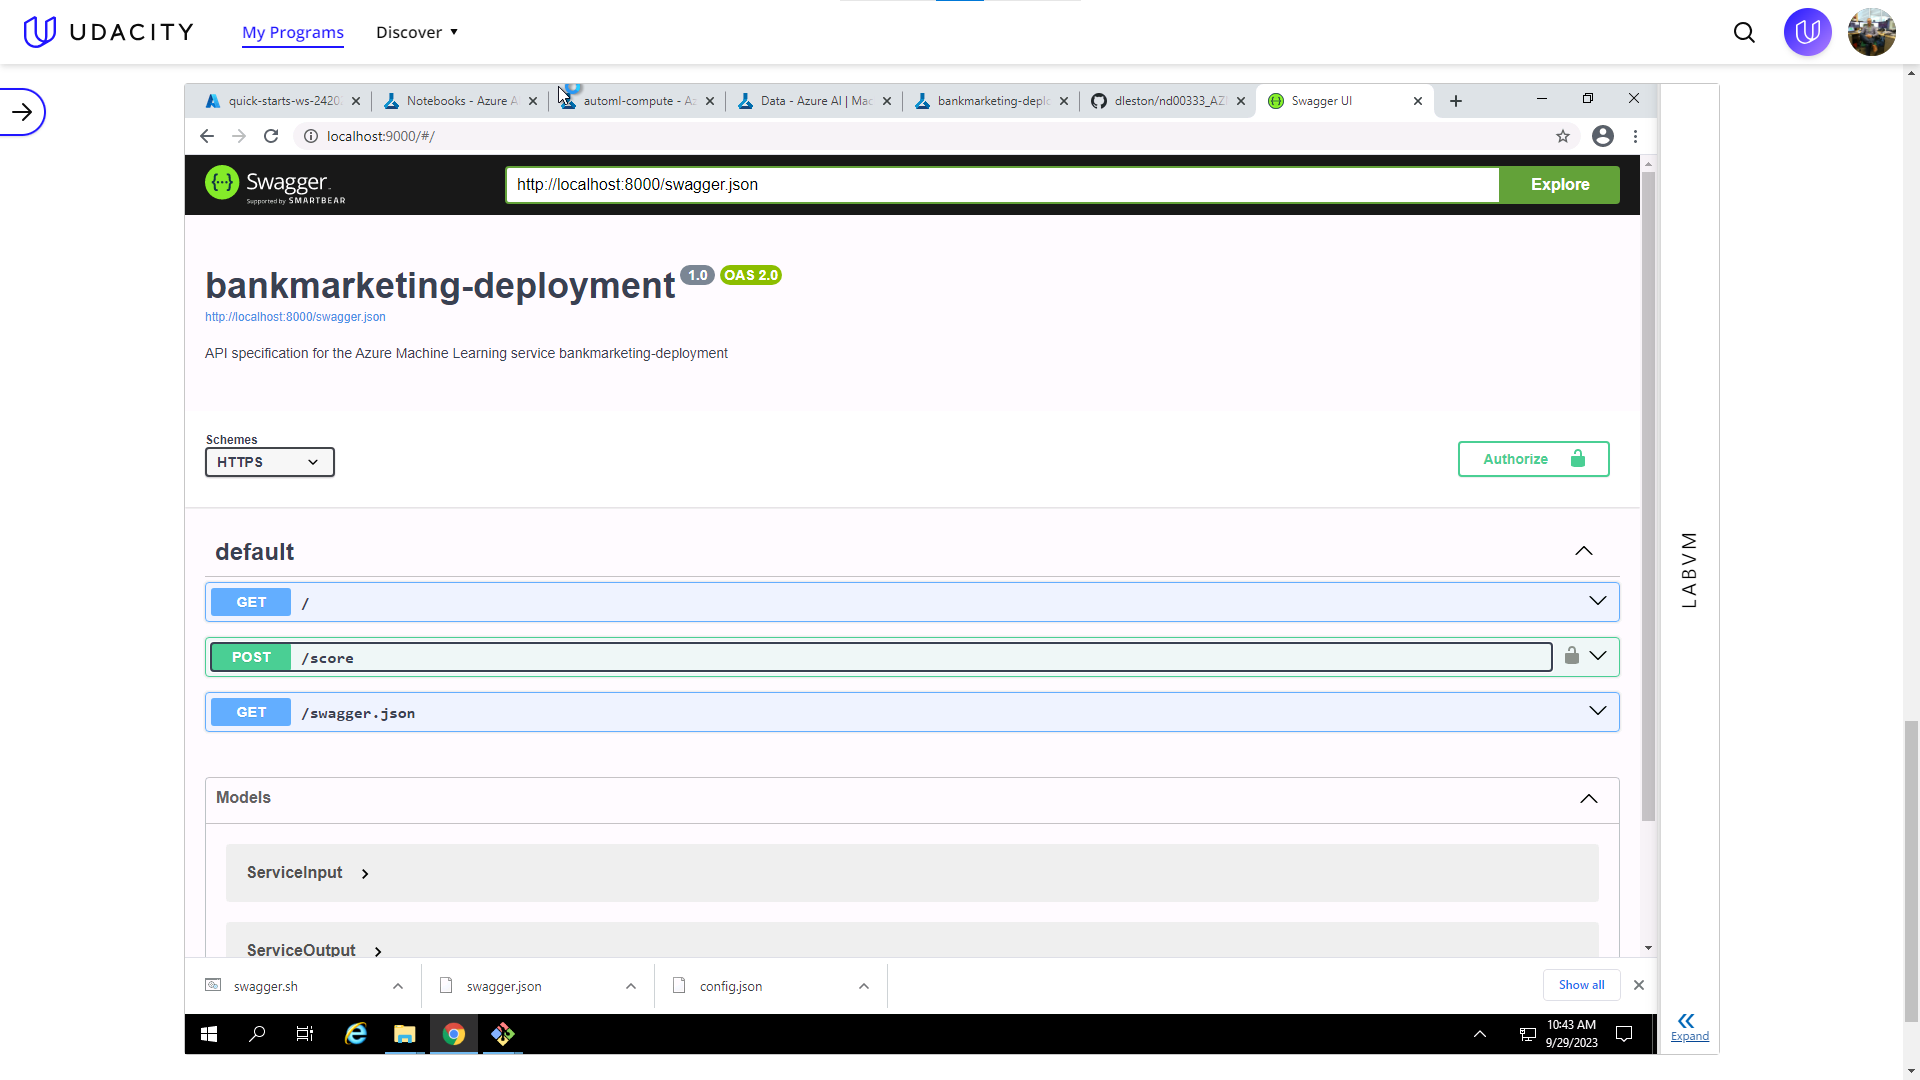 UDACITY
My Programs
Discover
quick-starts-ws-2420
Notebooks - Azure A
automl-compute - Az
Data - Azure AI | Mac
bankmarketing-deplo
dleston/nd00333_AZ
Swagger UI
localhost:9000/#/
Swagger
Supported by SMARTBEAR
http://localhost:8000/swagger.json
Explore
bankmarketing-deployment
1.0
OAS 2.0
http://localhost:8000/swagger.json
API specification for the Azure Machine Learning service bankmarketing-deployment
Schemes
HTTPS
Authorize
default
GET
/
POST
/score
GET
/swagger.json
Models
ServiceInput
ServiceOutput
LABVM
swagger.sh
swagger.json
config.json
Show all
10:43 AM
9/29/2023
Expand